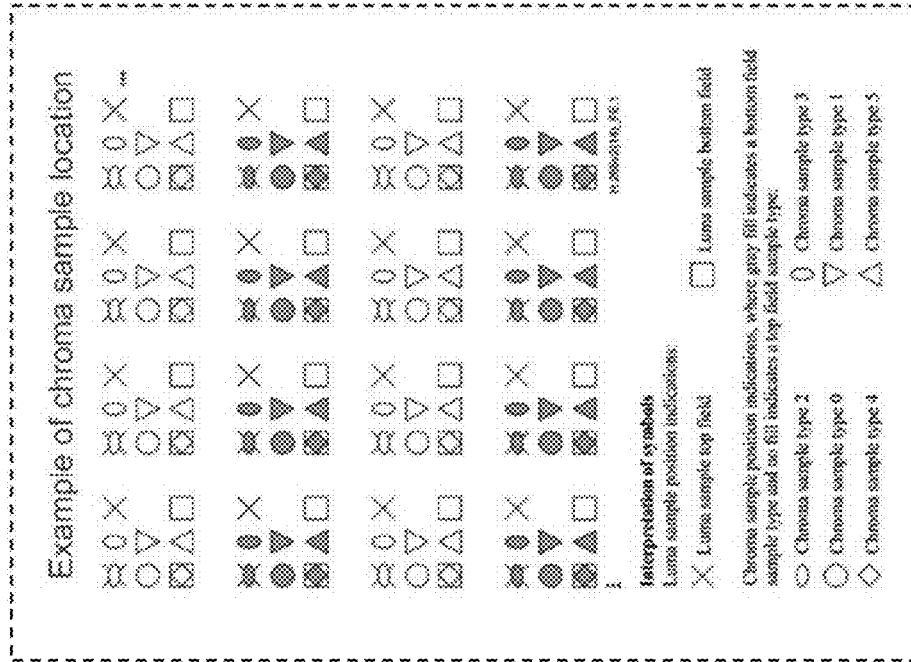 Example of chroma sample location
Interpretation of symbols
Luma sample position indications:
Luma sample top field
Luma sample bottom field
Chroma sample position indications, where gray fill indicates a bottom field
sample type and no fill indicates a top field sample type:
Chroma sample type 2
Chroma sample type 3
Chroma sample type 0
Chroma sample type 1
Chroma sample type 4
Chroma sample type 5